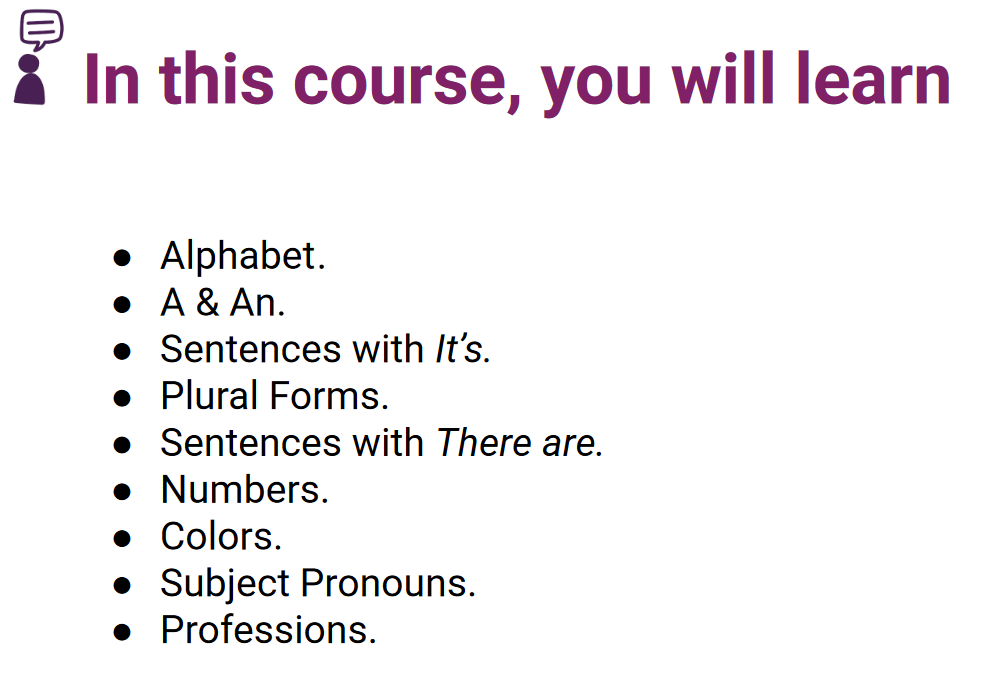 In this course, you will learn
● Alphabet.
● A & An.
● Sentences with It’s.
● Plural Forms.
● Sentences with There are.
● Numbers.
● Colors.
● Subject Pronouns.
● Professions.